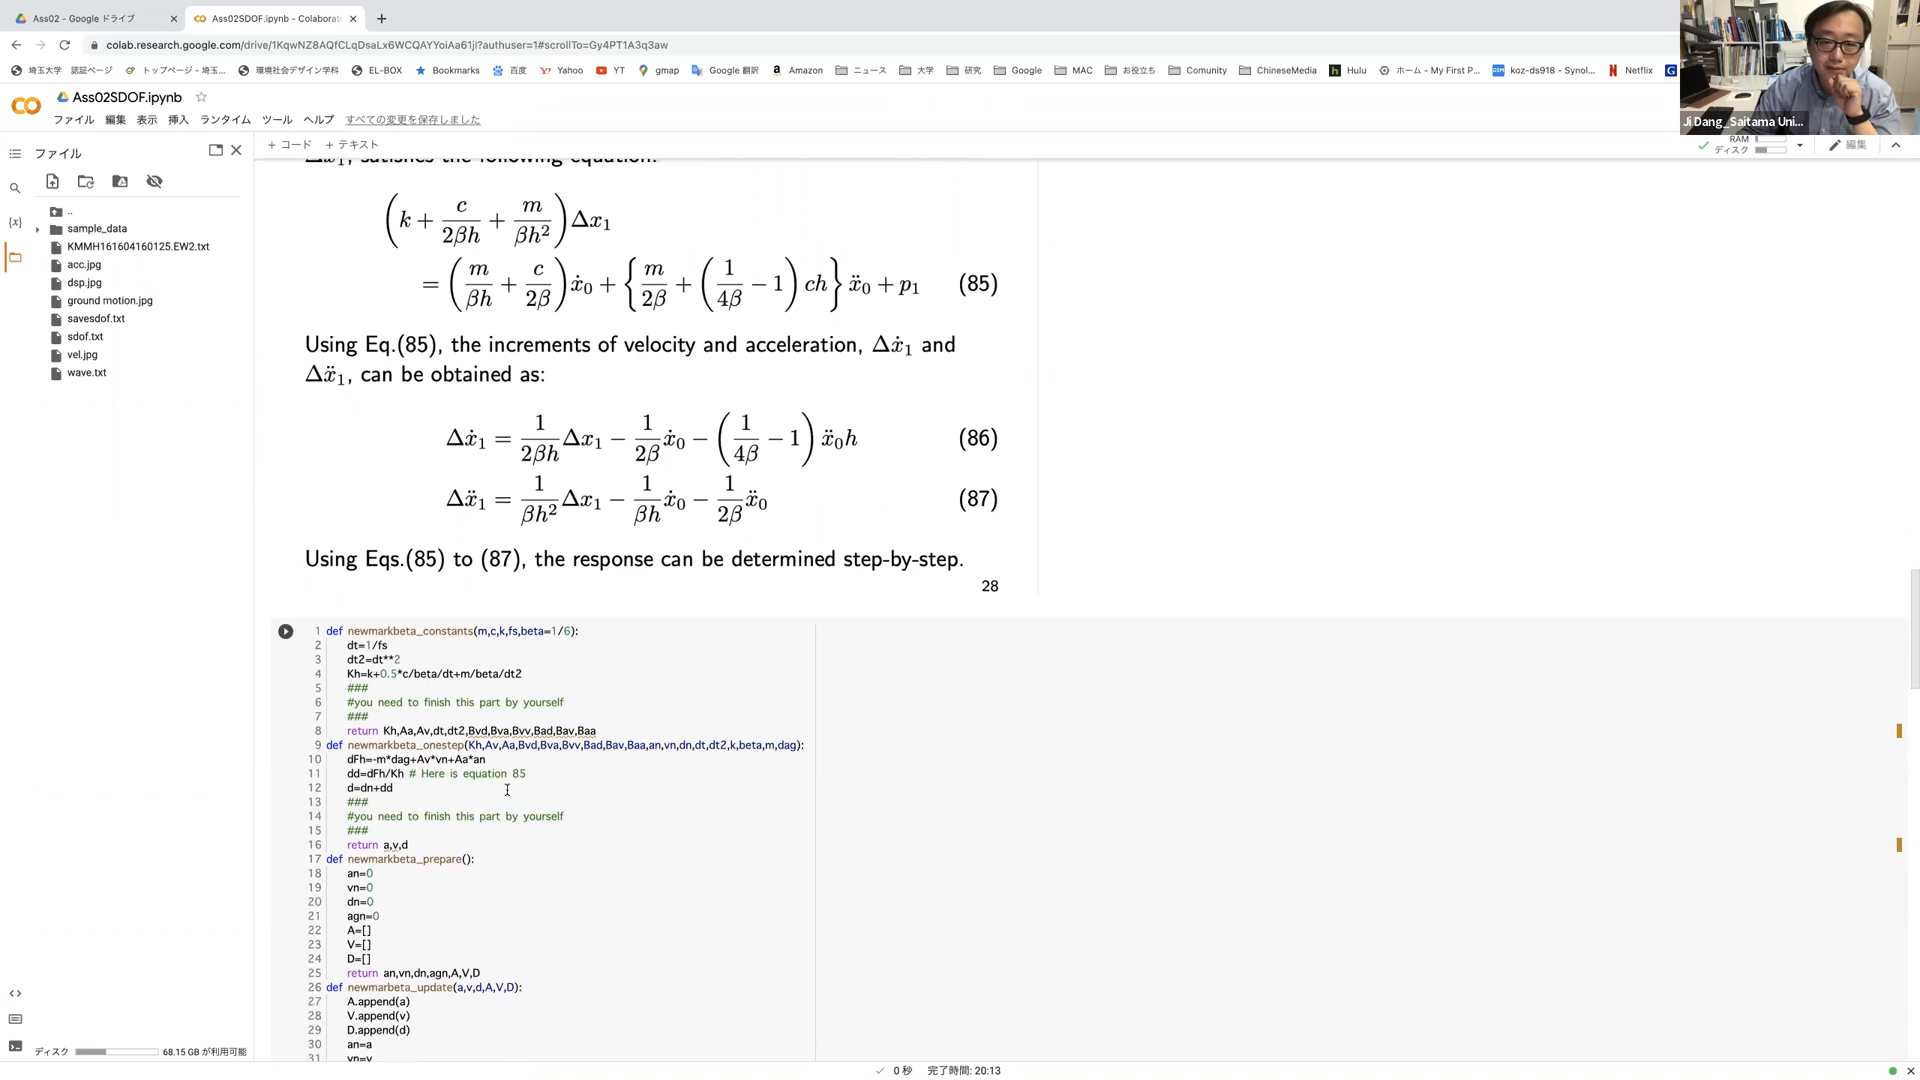 Ass02 - Google ドライブ
Ass02SDOF.ipynb - Colaborat
colab.research.google.com/drive/1KqwNZ8AQfCLqDsaLx6WCQAYYoiAa61jl?authuser=1#scrollTo=Gy4PT1A3q3aw
埼玉大学 認証ページ トップページ - 埼玉... 環境社会デザイン学科 EL-BOX Bookmarks 百度 Yahoo YT gmap Google 翻訳 Amazon ニュース 大学 研究 Google MAC お役立ち Comunity ChineseMedia Hulu ホーム - My First P... koz-ds918 - Synol... Netflix
Ass02SDOF.ipynb
ファイル 編集 表示 挿入 ランタイム ツール ヘルプ すべての変更を保存しました
Ji Dang_Saitama Uni...
+ コード + テキスト
RAM
ディスク
編集
ファイル
..
sample_data
KMMH161604160125.EW2.txt
acc.jpg
dsp.jpg
ground motion.jpg
savesdof.txt
sdof.txt
vel.jpg
wave.txt
ディスク 68.15 GB が利用可能
Δx1, satisfies the following equation:
(k + c/2βh + m/βh²)Δx₁
= (m/βh + c/2β)ẋ₀ + {m/2β + (1/4β − 1) ch} ẍ₀ + p₁ (85)
Using Eq.(85), the increments of velocity and acceleration, Δẋ₁ and
Δẍ₁, can be obtained as:
Δẋ₁ = 1/2βh Δx₁ − 1/2β ẋ₀ − (1/4β − 1) ẍ₀h (86)
Δẍ₁ = 1/βh² Δx₁ − 1/βh ẋ₀ − 1/2β ẍ₀ (87)
Using Eqs.(85) to (87), the response can be determined step-by-step.
28
1 def newmarkbeta_constants(m,c,k,fs,beta=1/6):
2 dt=1/fs
3 dt2=dt**2
4 Kh=k+0.5*c/beta/dt+m/beta/dt2
5 ###
6 #you need to finish this part by yourself
7 ###
8 return Kh,Aa,Av,dt,dt2,Bvd,Bva,Bvv,Bad,Bav,Baa
9 def newmarkbeta_onestep(Kh,Av,Aa,Bvd,Bva,Bvv,Bad,Bav,Baa,an,vn,dn,dt,dt2,k,beta,m,dag):
10 dFh=-m*dag+Av*vn+Aa*an
11 dd=dFh/Kh # Here is equation 85
12 d=dn+dd
13 ###
14 #you need to finish this part by yourself
15 ###
16 return a,v,d
17 def newmarkbeta_prepare():
18 an=0
19 vn=0
20 dn=0
21 agn=0
22 A=[]
23 V=[]
24 D=[]
25 return an,vn,dn,agn,A,V,D
26 def newmarbeta_update(a,v,d,A,V,D):
27 A.append(a)
28 V.append(v)
29 D.append(d)
30 an=a
31 vn=v
0 秒 完了時間: 20:13